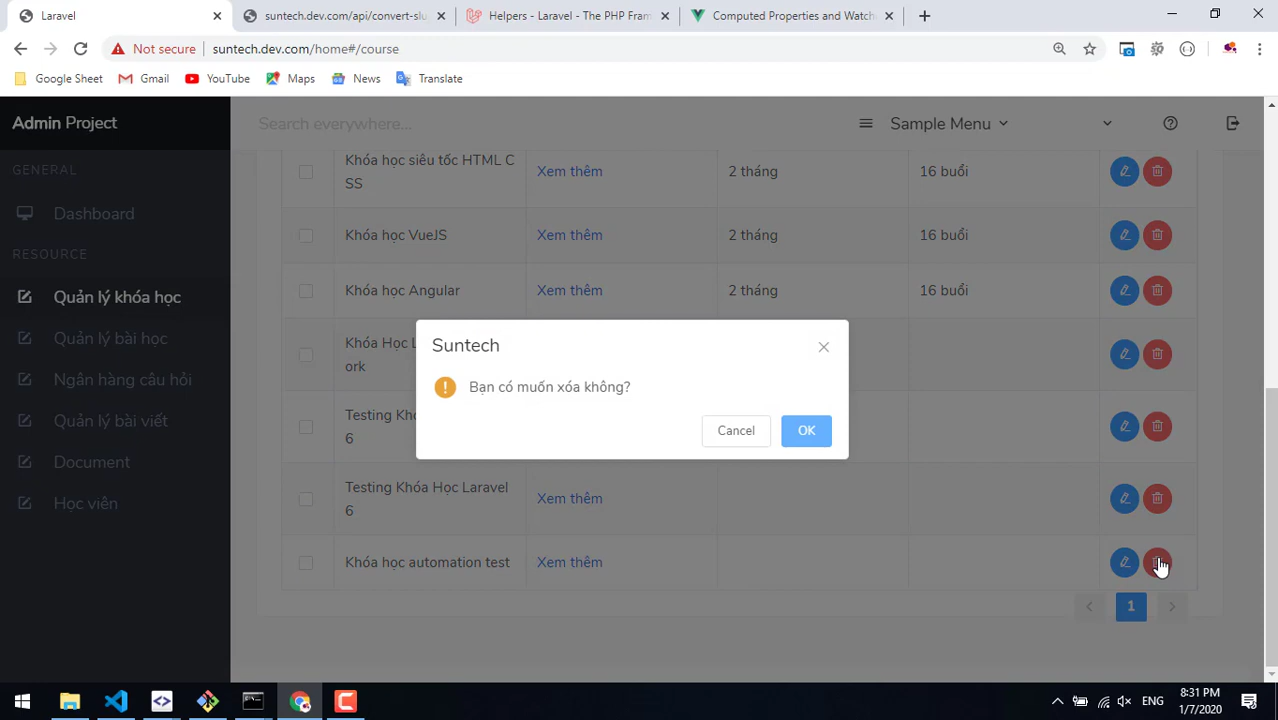 Laravel
suntech.dev.com/api/convert-slu
Helpers - Laravel - The PHP Fram
Computed Properties and Watch
Not secure
suntech.dev.com/home#/course
Google Sheet
Gmail
YouTube
Maps
News
Translate
Admin Project
Search everywhere...
Sample Menu
GENERAL
Dashboard
RESOURCE
Quản lý khóa học
Quản lý bài học
Ngân hàng câu hỏi
Quản lý bài viết
Document
Học viên
Khóa học siêu tốc HTML C
SS
Xem thêm
2 tháng
16 buổi
Khóa học VueJS
Xem thêm
2 tháng
16 buổi
Khóa học Angular
Xem thêm
2 tháng
16 buổi
Khóa Học L
ork
Testing Kh
6
Testing Khóa Học Laravel
6
Xem thêm
Khóa học automation test
Xem thêm
1
Suntech
Bạn có muốn xóa không?
Cancel
OK
ENG
8:31 PM
1/7/2020